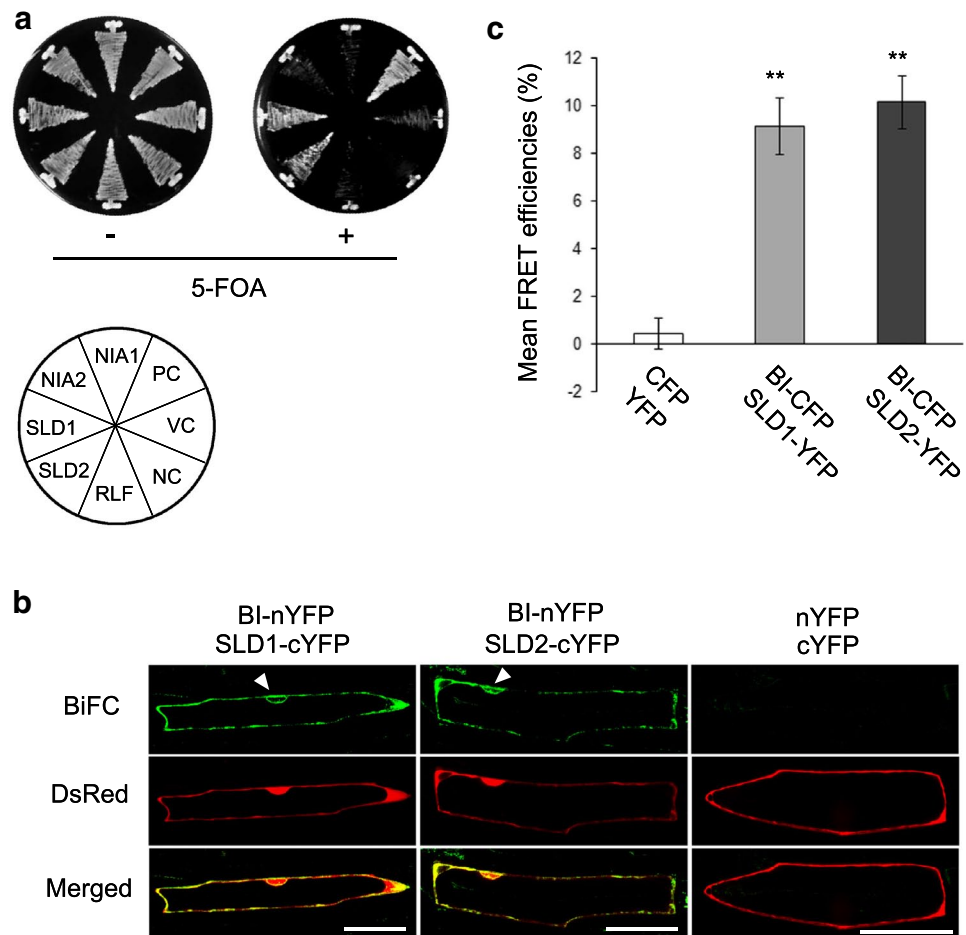 a
-
+
5-FOA
NIA1
PC
NIA2
VC
SLD1
SLD2
NC
RLF
c
Mean FRET efficiencies (%)
12
10
8
6
4
2
0
-2
**
**
CFP
YFP
BI-CFP
SLD1-YFP
BI-CFP
SLD2-YFP
b
BI-nYFP
SLD1-cYFP
BI-nYFP
SLD2-cYFP
nYFP
cYFP
BiFC
DsRed
Merged